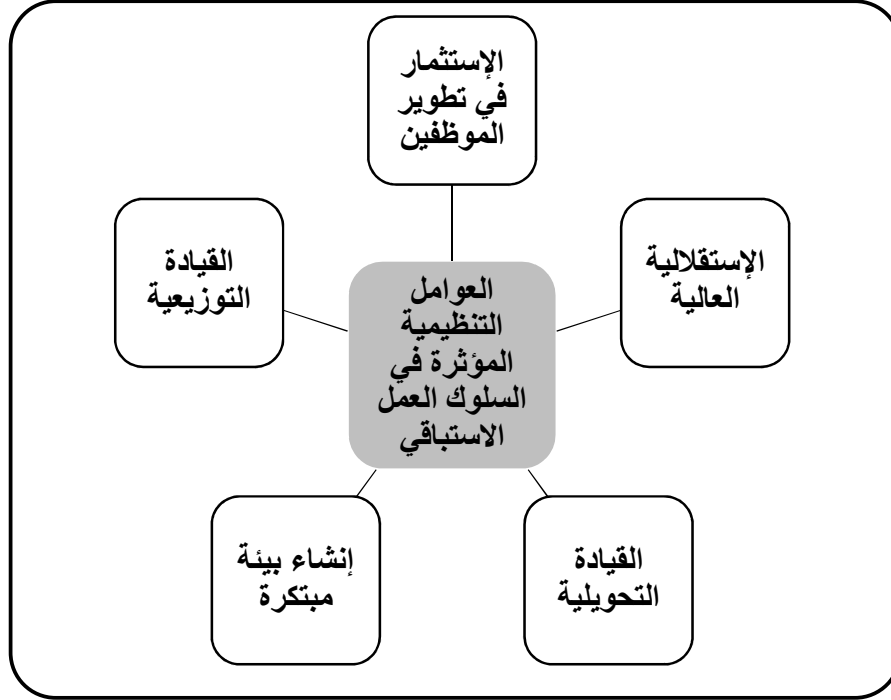 الإستثمار
في تطوير
الموظفين
الإستقلالية
العالية
القيادة
التوزيعية
العوامل
التنظيمية
المؤثرة في
السلوك العمل
الاستباقي
القيادة
التحويلية
إنشاء بيئة
مبتكرة